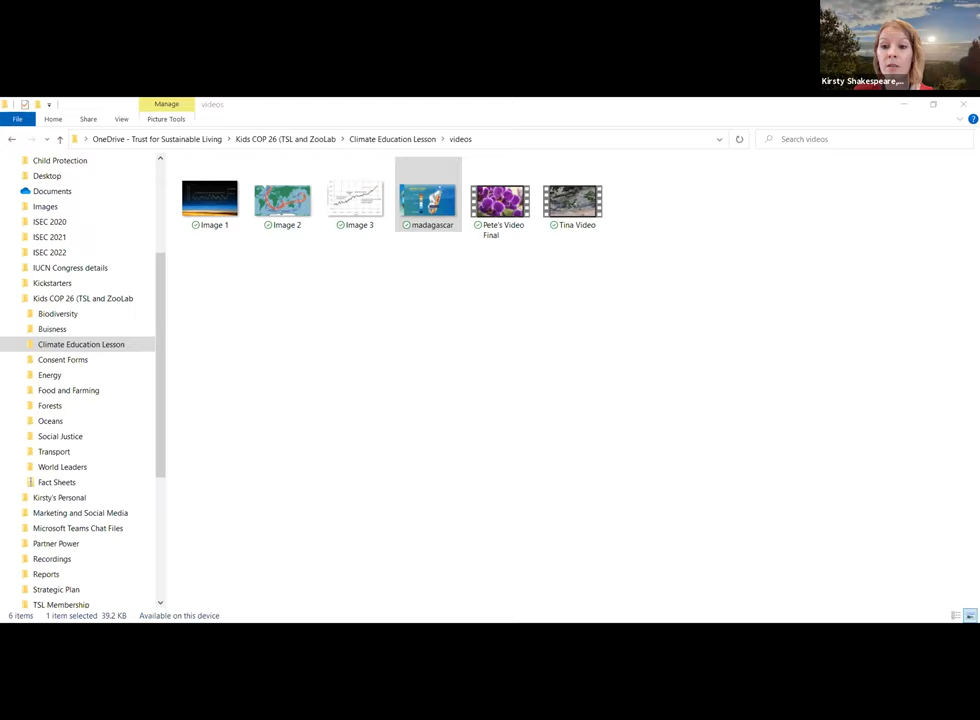 Kirsty Shakespeare,...
Manage
videos
File
Home
Share
View
Picture Tools
OneDrive - Trust for Sustainable Living
Kids COP 26 (TSL and ZooLab
Climate Education Lesson
videos
Search videos
Child Protection
Desktop
Documents
Images
ISEC 2020
ISEC 2021
ISEC 2022
IUCN Congress details
Kickstarters
Kids COP 26 (TSL and ZooLab
Biodiversity
Buisness
Climate Education Lesson
Consent Forms
Energy
Food and Farming
Forests
Oceans
Social Justice
Transport
World Leaders
Fact Sheets
Kirsty's Personal
Marketing and Social Media
Microsoft Teams Chat Files
Partner Power
Recordings
Reports
Strategic Plan
TSL Membership
Image 1
Image 2
Image 3
madagascar
Pete's Video
Final
Tina Video
6 items
1 item selected 39.2 KB
Available on this device